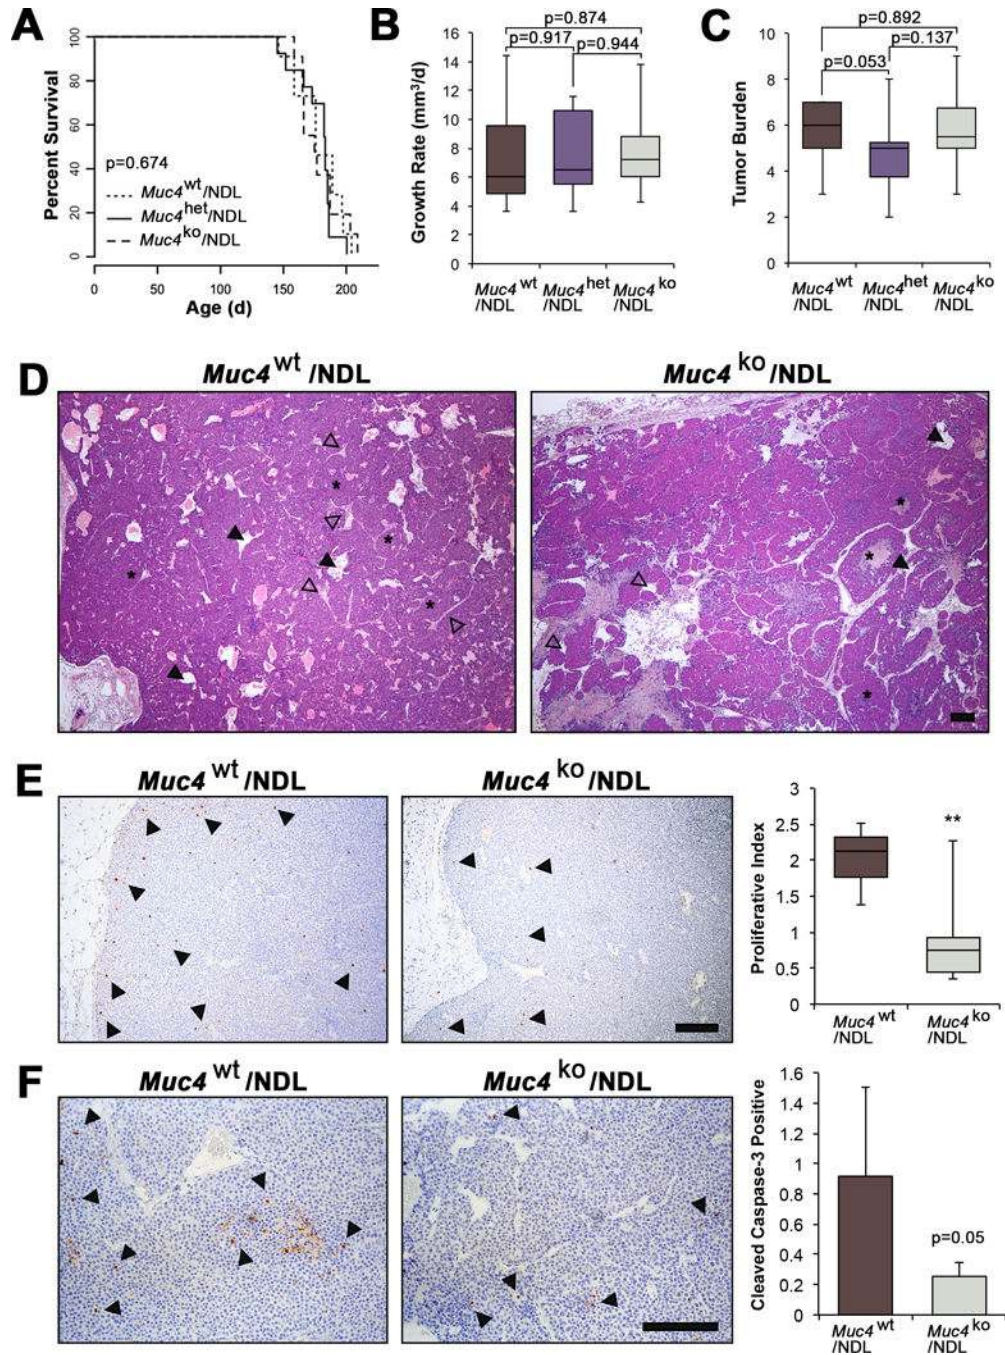 A
Percent Survival
100
80
60
40
20
0
p=0.674
Muc4wt/NDL
Muc4het/NDL
Muc4ko/NDL
0 50 100 150 200
Age (d)
B
p=0.874
p=0.917 p=0.944
Growth Rate (mm3/d)
16
14
12
10
8
6
4
2
0
Muc4wt Muc4het Muc4ko
/NDL /NDL /NDL
C
p=0.892
p=0.137
p=0.053
Tumor Burden
10
8
6
4
2
0
Muc4wt Muc4het Muc4ko
/NDL /NDL /NDL
D
Muc4wt/NDL Muc4ko/NDL
* * * * * * *
E
Muc4wt/NDL Muc4ko/NDL
Proliferative Index
3
2.5
2
1.5
1
0.5
0
**
Muc4wt Muc4ko
/NDL /NDL
F
Muc4wt/NDL Muc4ko/NDL
Cleaved Caspase-3 Positive
1.6
1.4
1.2
1
0.8
0.6
0.4
0.2
0
p=0.05
Muc4wt Muc4ko
/NDL /NDL